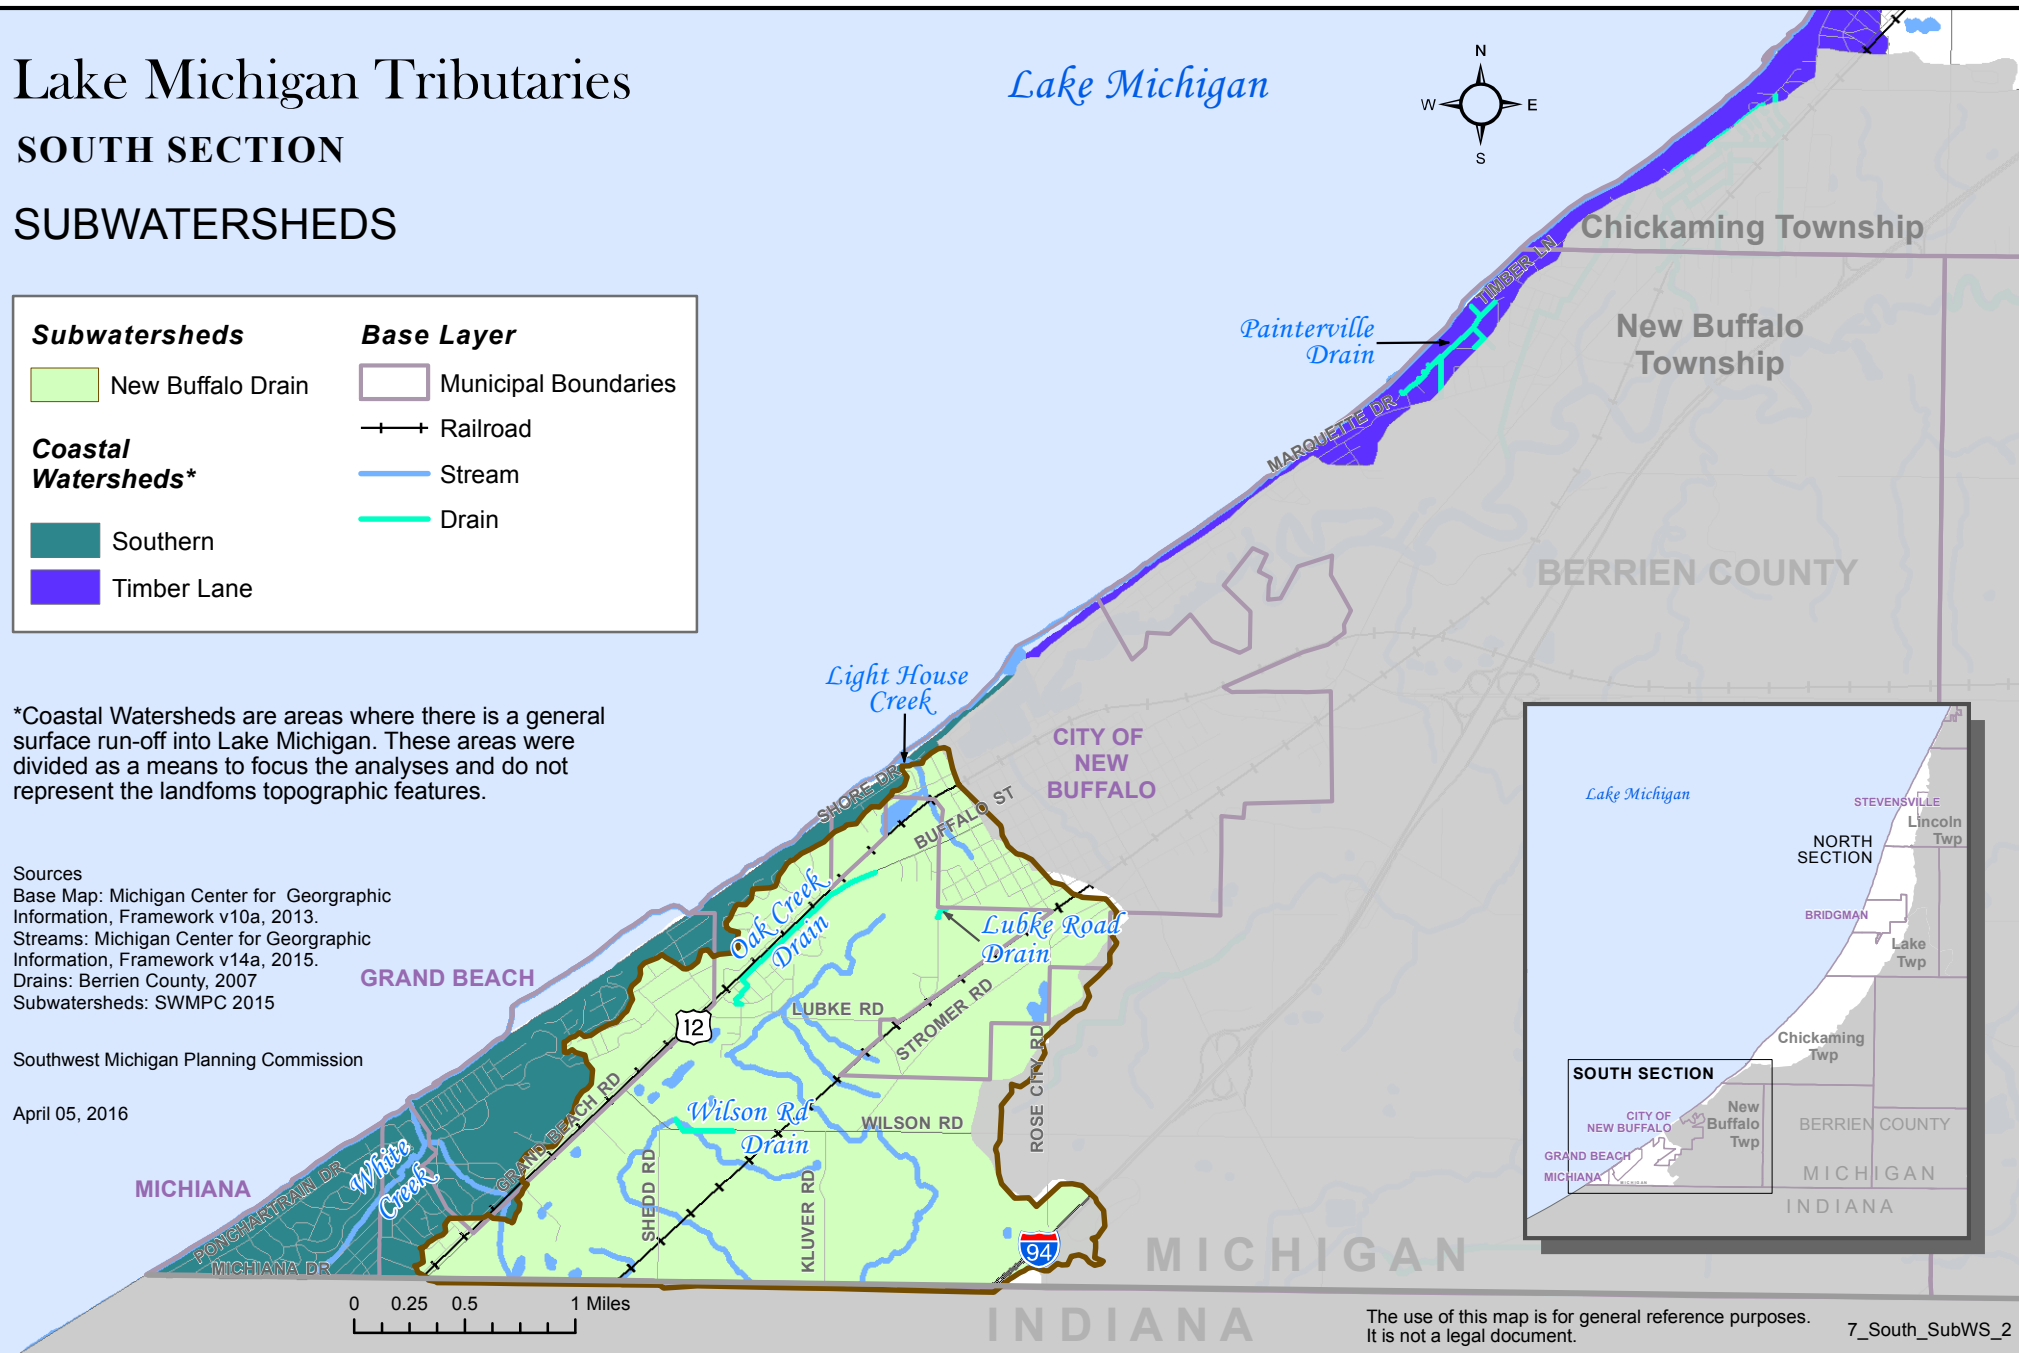 Lake Michigan Tributaries
SOUTH SECTION
SUBWATERSHEDS
Lake Michigan
N
W
E
S
Subwatersheds
New Buffalo Drain
Coastal
Watersheds*
Southern
Timber Lane
Base Layer
Municipal Boundaries
Railroad
Stream
Drain
*Coastal Watersheds are areas where there is a general
surface run-off into Lake Michigan. These areas were
divided as a means to focus the analyses and do not
represent the landfoms topographic features.
Sources
Base Map: Michigan Center for Georgraphic
Information, Framework v10a, 2013.
Streams: Michigan Center for Georgraphic
Information, Framework v14a, 2015.
Drains: Berrien County, 2007
Subwatersheds: SWMPC 2015
Southwest Michigan Planning Commission
April 05, 2016
Chickaming Township
TIMBER LN
New Buffalo
Township
Painterville
Drain
MARQUETTE DR
BERRIEN COUNTY
Light House
Creek
CITY OF
NEW
BUFFALO
SHORE DR
BUFFALO ST
Oak Creek
Drain
Lubke Road
Drain
GRAND BEACH
12
LUBKE RD
STROMER RD
ROSE CITY RD
GRAND BEACH RD
Wilson Rd
Drain
WILSON RD
SHEDD RD
KLUVER RD
White
Creek
MICHIANA
PONCHARTRAIN DR
MICHIANA DR
94
MICHIGAN
INDIANA
0 0.25 0.5 1 Miles
Lake Michigan
STEVENSVILLE
Lincoln
Twp
NORTH
SECTION
BRIDGMAN
Lake
Twp
Chickaming
Twp
SOUTH SECTION
CITY OF
NEW BUFFALO
New
Buffalo
Twp
BERRIEN COUNTY
GRAND BEACH
MICHIANA
MICHIGAN
MICHIGAN
INDIANA
The use of this map is for general reference purposes.
It is not a legal document.
7_South_SubWS_2